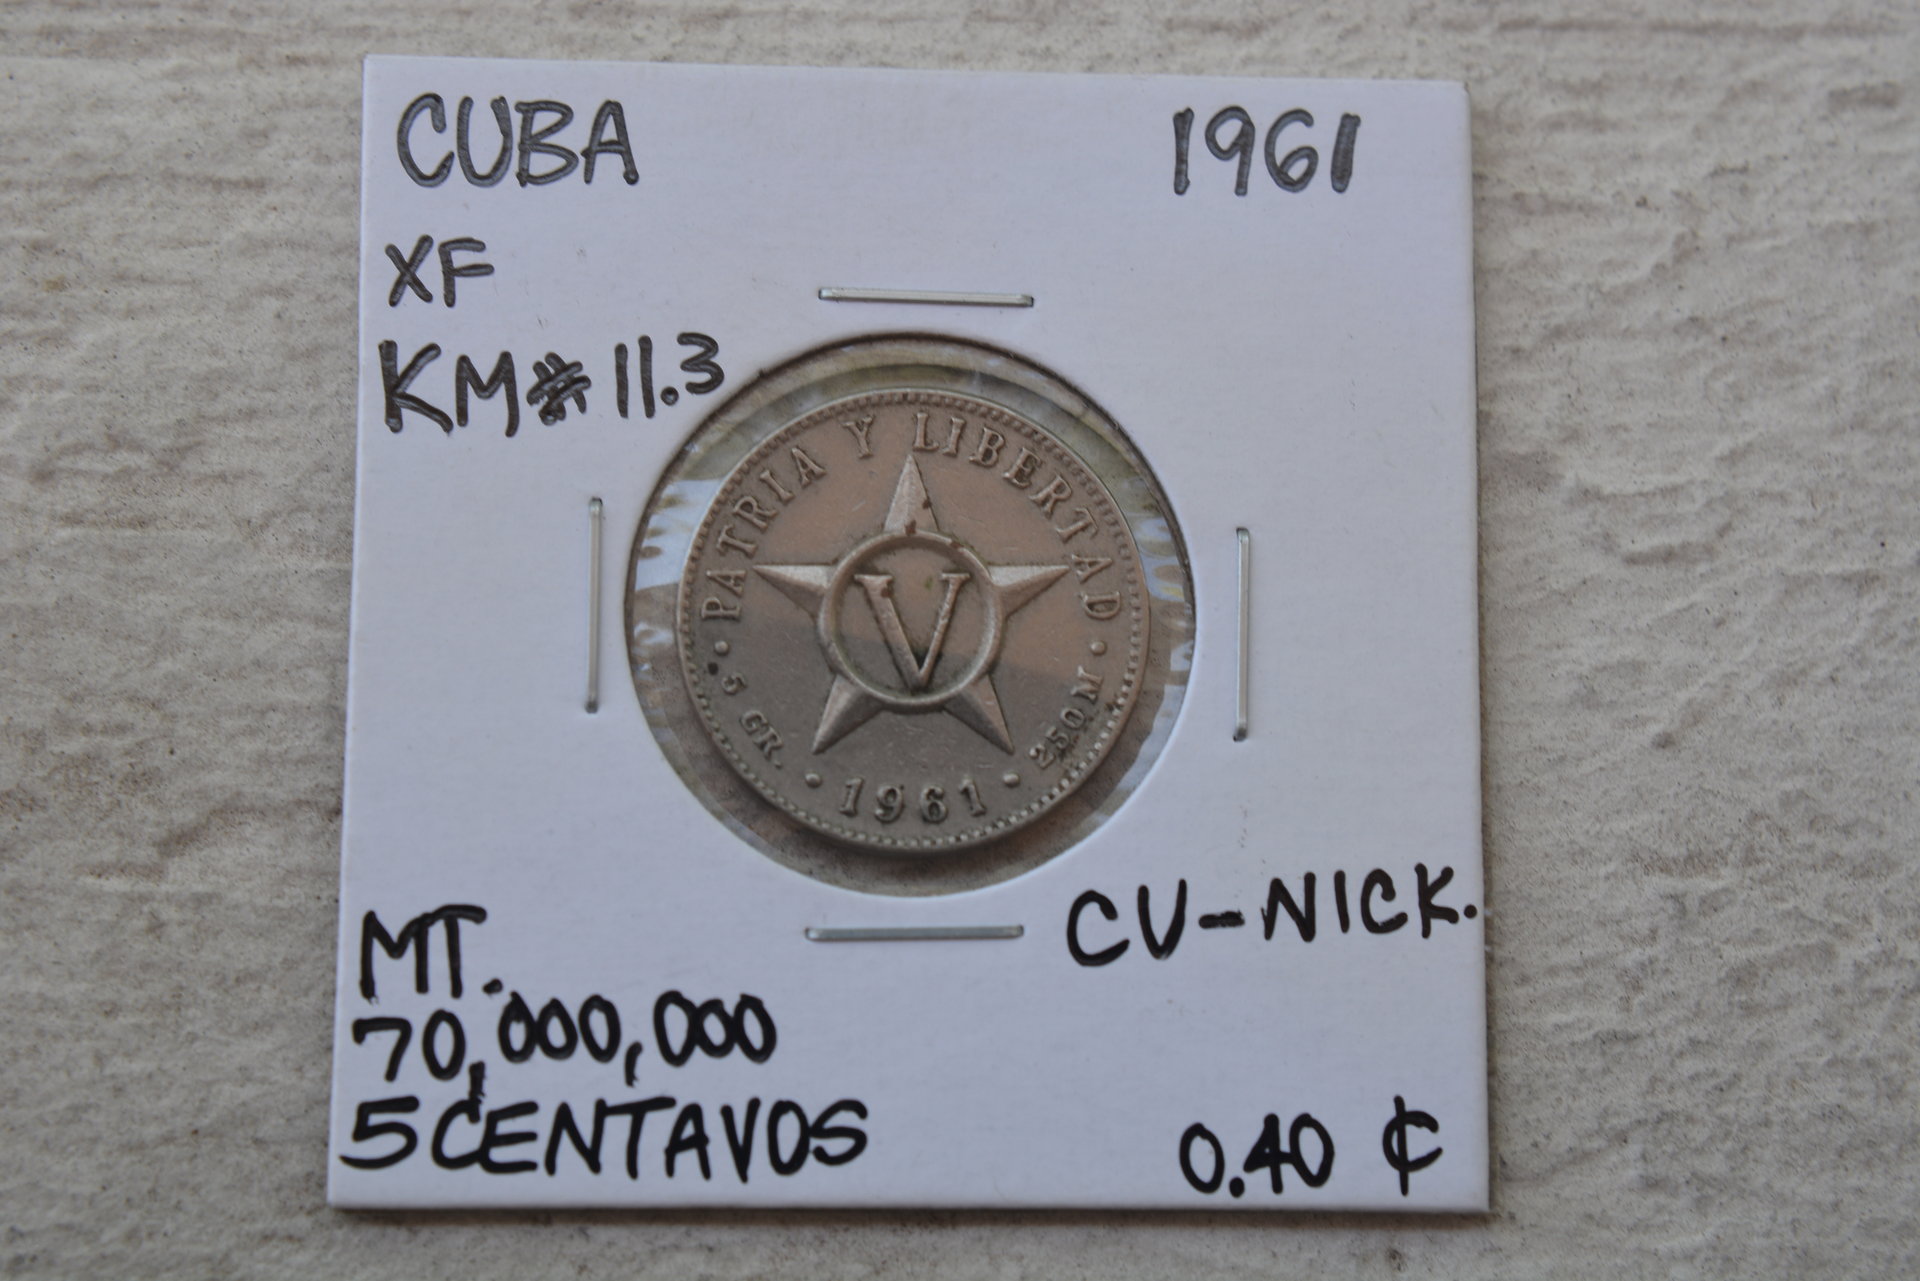 CUBA 1961
XF
KM# 11.3
PATRIA Y LIBERTAD
V
5 GR. · 1961 · 250M
CU-NICK.
MT.
70,000,000
5 CENTAVOS 0.40 ¢